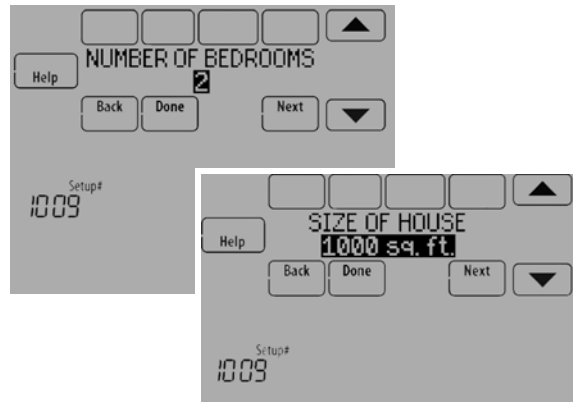 NUMBER OF BEDROOMS
Help
2
Back Done Next
Setup#
1009
SIZE OF HOUSE
Help
1000 sq. ft.
Back Done Next
Setup#
1009